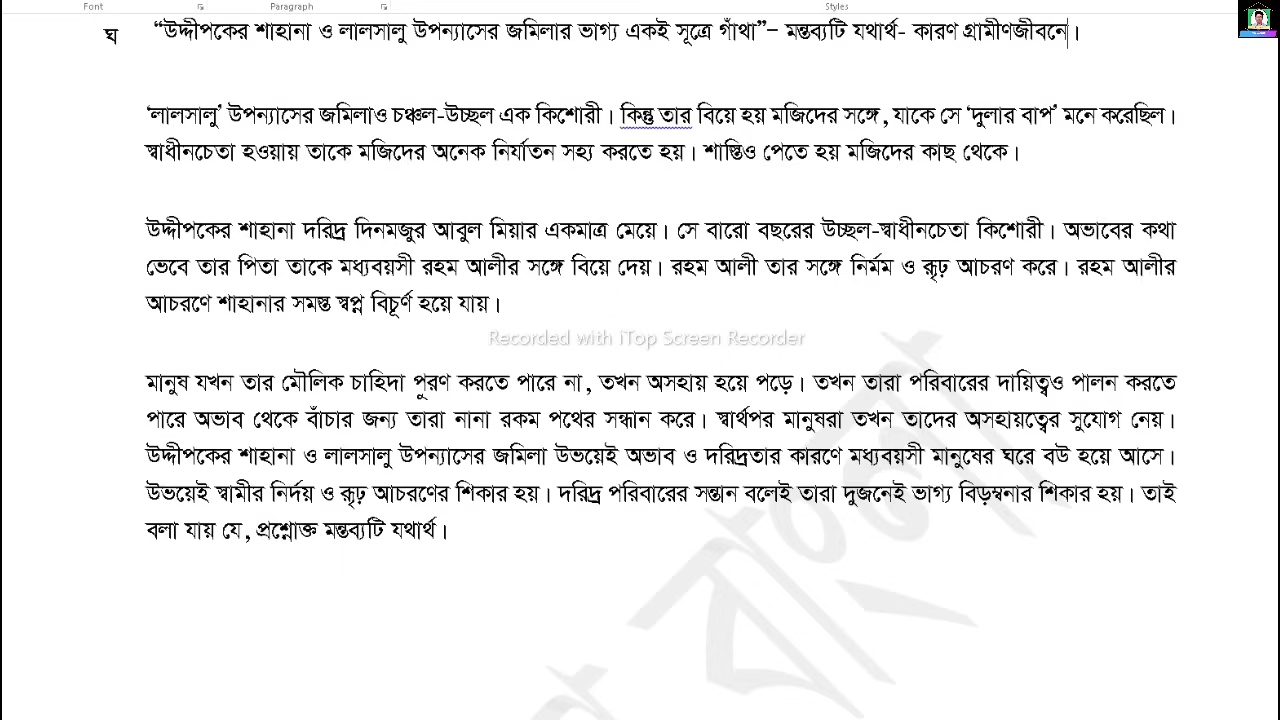 Font Paragraph Styles
ঘ “উদ্দীপকের শাহানা ও লালসালু উপন্যাসের জমিলার ভাগ্য একই সূত্রে গাঁথা”– মন্তব্যটি যথার্থ- কারণ গ্রামীণজীবনে।
‘লালসালু’ উপন্যাসের জমিলাও চঞ্চল-উচ্ছল এক কিশোরী। কিন্তু তার বিয়ে হয় মজিদের সঙ্গে, যাকে সে ‘দুলার বাপ’ মনে করেছিল।
স্বাধীনচেতা হওয়ায় তাকে মজিদের অনেক নির্যাতন সহ্য করতে হয়। শাস্তিও পেতে হয় মজিদের কাছ থেকে।
উদ্দীপকের শাহানা দরিদ্র দিনমজুর আবুল মিয়ার একমাত্র মেয়ে। সে বারো বছরের উচ্ছল-স্বাধীনচেতা কিশোরী। অভাবের কথা
ভেবে তার পিতা তাকে মধ্যবয়সী রহম আলীর সঙ্গে বিয়ে দেয়। রহম আলী তার সঙ্গে নির্মম ও রূঢ় আচরণ করে। রহম আলীর
আচরণে শাহানার সমস্ত স্বপ্ন বিচূর্ণ হয়ে যায়।
Recorded with iTop Screen Recorder
মানুষ যখন তার মৌলিক চাহিদা পূরণ করতে পারে না, তখন অসহায় হয়ে পড়ে। তখন তারা পরিবারের দায়িত্বও পালন করতে
পারে অভাব থেকে বাঁচার জন্য তারা নানা রকম পথের সন্ধান করে। স্বার্থপর মানুষরা তখন তাদের অসহায়ত্বের সুযোগ নেয়।
উদ্দীপকের শাহানা ও লালসালু উপন্যাসের জমিলা উভয়েই অভাব ও দরিদ্রতার কারণে মধ্যবয়সী মানুষের ঘরে বউ হয়ে আসে।
উভয়েই স্বামীর নির্দয় ও রূঢ় আচরণের শিকার হয়। দরিদ্র পরিবারের সন্তান বলেই তারা দুজনেই ভাগ্য বিড়ম্বনার শিকার হয়। তাই
বলা যায় যে, প্রশ্নোক্ত মন্তব্যটি যথার্থ।
বাংলা